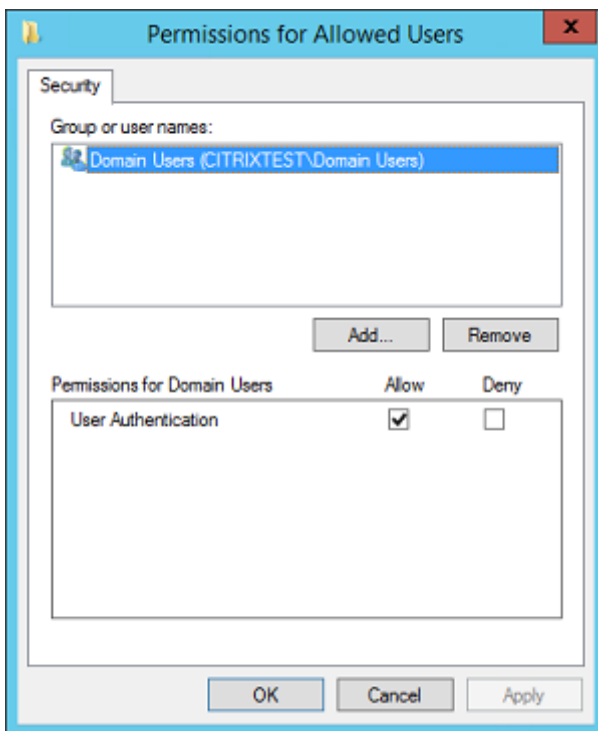 Permissions for Allowed Users
x
Security
Group or user names:
Domain Users (CITRIXTEST\Domain Users)
Add... Remove
Permissions for Domain Users Allow Deny
User Authentication
OK Cancel Apply